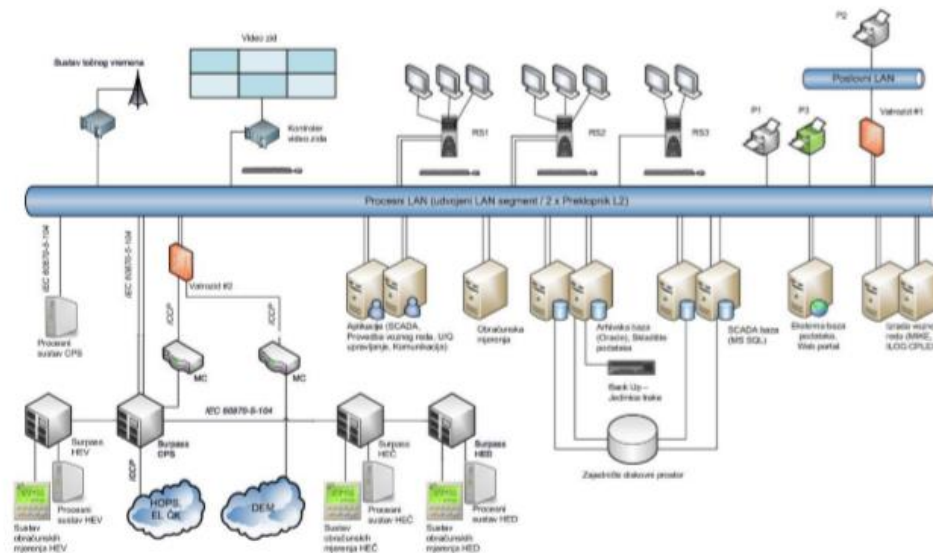 P2
Video zid
Sustav točnog vremena
Poslovni LAN
Kontroler
video zida
RS1
RS2
RS3
P1
P3
Vatrozid #1
Procesni LAN (udvojeni LAN segment / 2 x Preklopnik L2)
IEC 60870-5-104
IEC 60870-5-104
Vatrozid #2
ICCP
ICCP
Procesni
sustav CPS
MC
MC
Aplikacije (SCADA,
Provedba voznog reda, U/Q
upravljanje, Komunikacija)
Obračunska
mjerenja
Arhivska baza
(Oracle), Skladište
podataka
SCADA baza
(MS SQL)
Eksterna baza
podataka,
Web portal
Izrada voznog
reda (MIKE,
ILOG CPLEX
Back Up –
Jedinica trake
IEC 60870-5-104
Surpass
HEV
Surpass
CPS
Surpass
HEČ
Surpass
HED
Zajednički diskovni prostor
ICCP
Procesni
sustav HEV
HOPS,
EL ČK
DEM
Procesni
sustav HEČ
Procesni
sustav HED
Sustav
obračunskih
mjerenja HEV
Sustav
obračunskih
mjerenja HEČ
Sustav
obračunskih
mjerenja HED